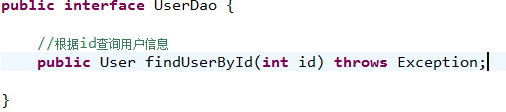 public interface UserDao {
//根据id查询用户信息
public User findUserById(int id) throws Exception;
}